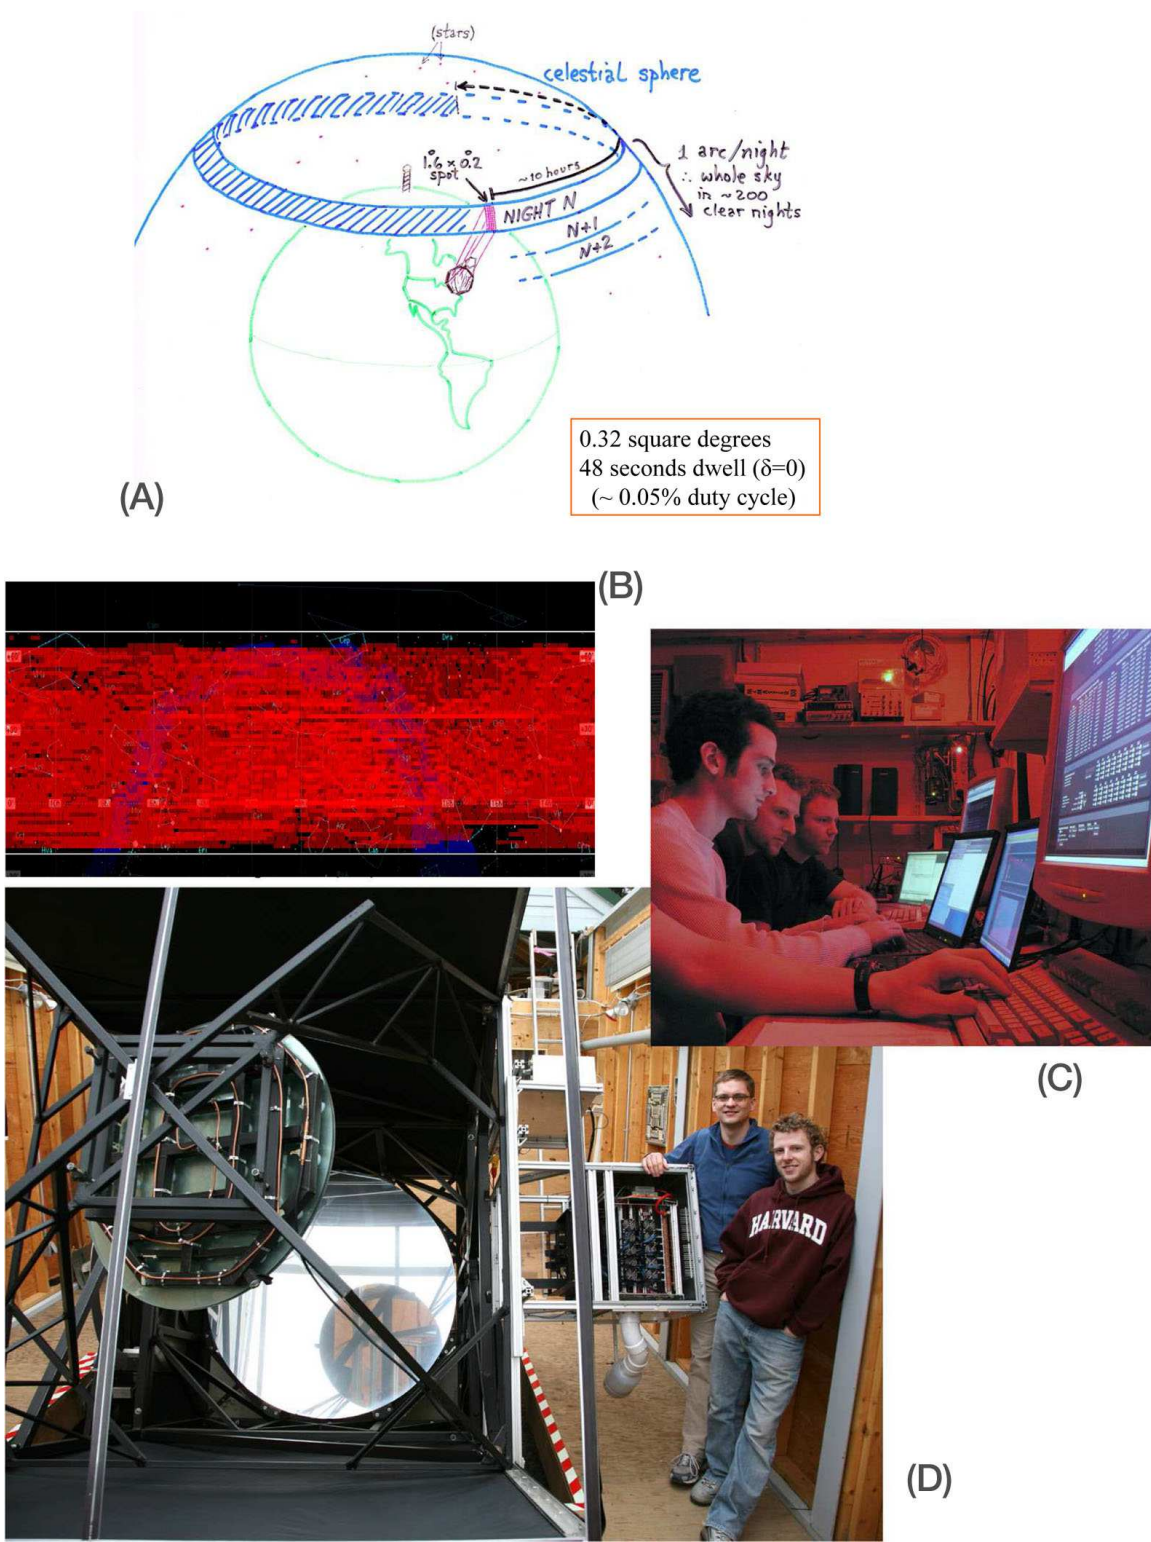 (stars)
celestial sphere
1.°6 x 0.°2
spot
~10 hours
1 arc/night
∴ whole sky
in ~200
clear nights
NIGHT N
N+1
N+2
0.32 square degrees
48 seconds dwell (δ=0)
(~ 0.05% duty cycle)
(A)
(B)
(C)
HARVARD
(D)